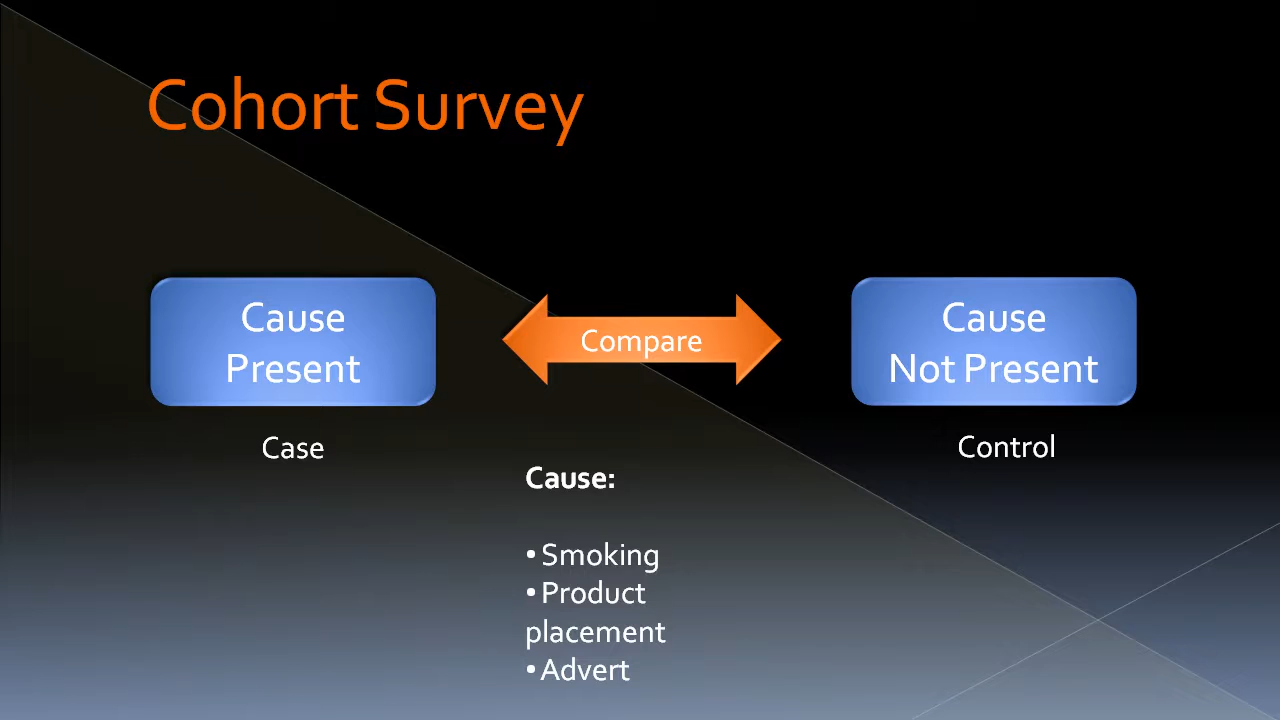 Cohort Survey
Cause
Present
Compare
Cause
Not Present
Case
Control
Cause:
•Smoking
•Product
placement
•Advert